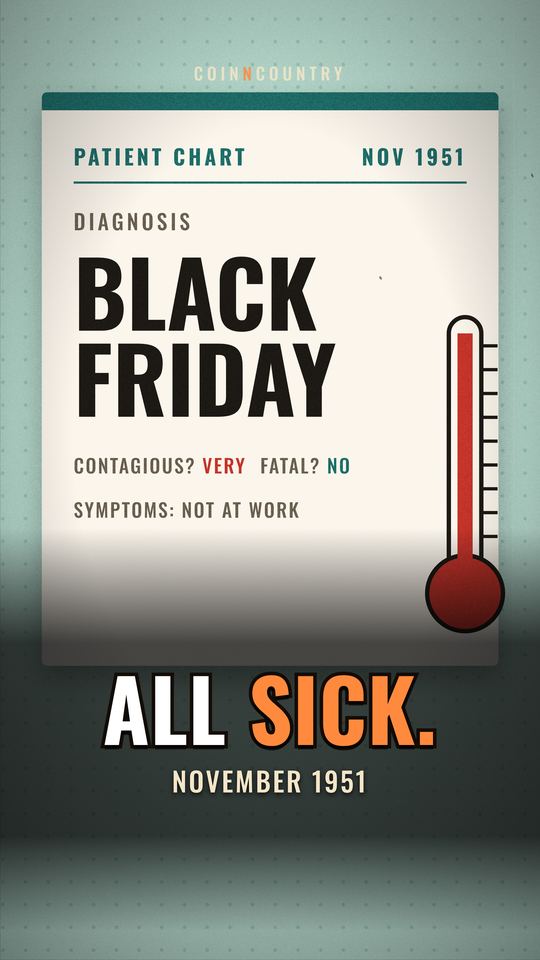 COINNCOUNTRY
PATIENT CHART NOV 1951
DIAGNOSIS
BLACK
FRIDAY
CONTAGIOUS? VERY FATAL? NO
SYMPTOMS: NOT AT WORK
ALL SICK.
NOVEMBER 1951